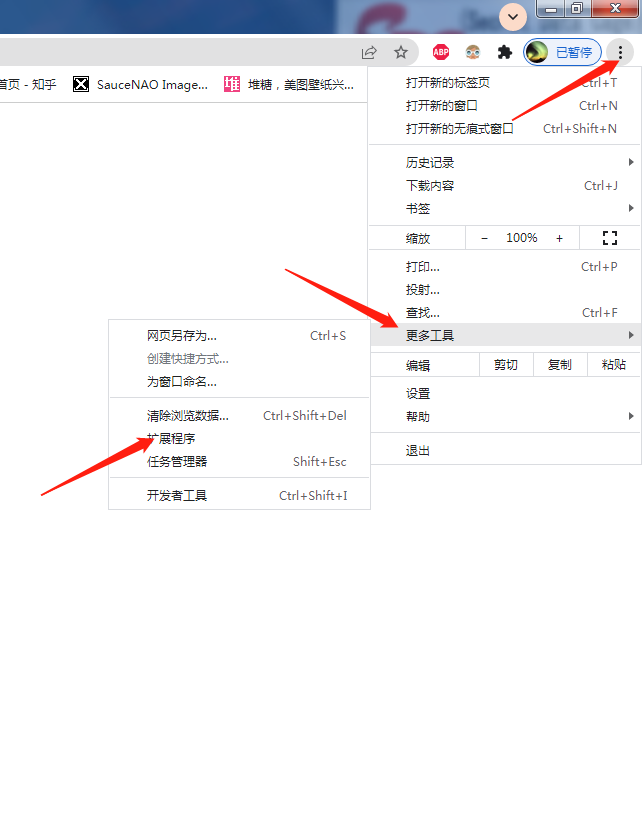 ABP
已暂停
首页 - 知乎
SauceNAO Image...
堆糖，美图壁纸兴...
打开新的标签页 Ctrl+T
打开新的窗口 Ctrl+N
打开新的无痕式窗口 Ctrl+Shift+N
历史记录
下载内容 Ctrl+J
书签
缩放 − 100% +
打印... Ctrl+P
投射...
查找... Ctrl+F
更多工具
编辑 剪切 复制 粘贴
设置
帮助
退出
网页另存为... Ctrl+S
创建快捷方式...
为窗口命名...
清除浏览数据... Ctrl+Shift+Del
扩展程序
任务管理器 Shift+Esc
开发者工具 Ctrl+Shift+I